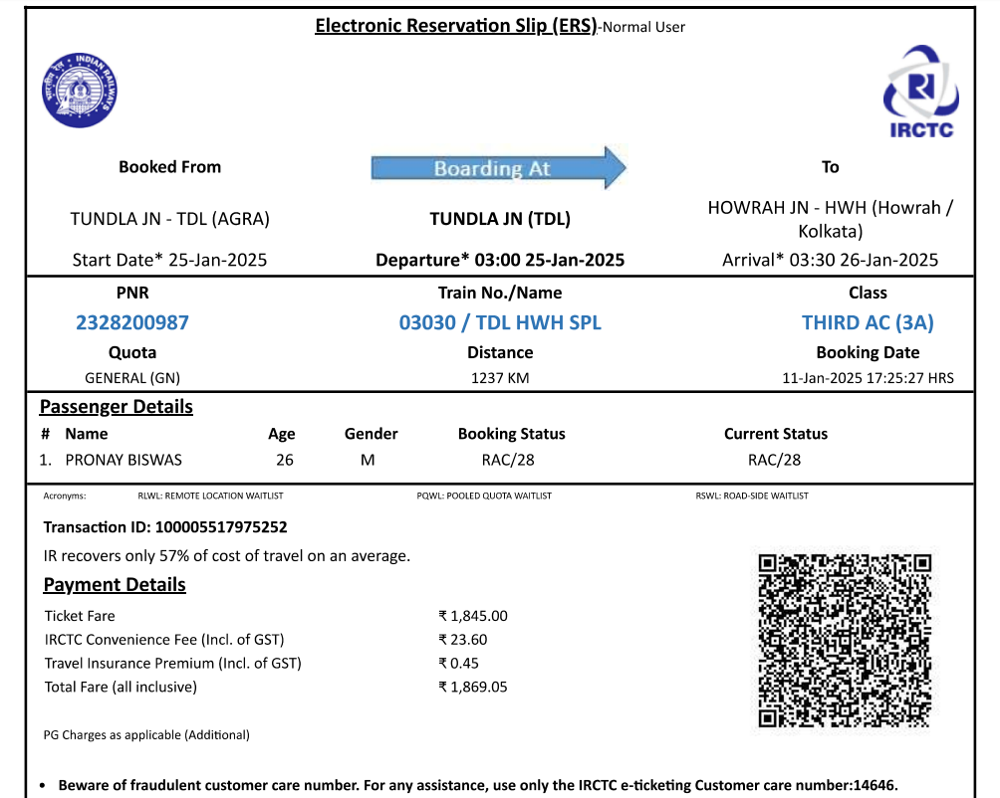 Electronic Reservation Slip (ERS)-Normal User
INDIAN RAILWAYS
भारतीय रेल
IRCTC
Booked From
Boarding At
To
TUNDLA JN - TDL (AGRA)
TUNDLA JN (TDL)
HOWRAH JN - HWH (Howrah /
Kolkata)
Start Date* 25-Jan-2025
Departure* 03:00 25-Jan-2025
Arrival* 03:30 26-Jan-2025
PNR Train No./Name Class
2328200987 03030 / TDL HWH SPL THIRD AC (3A)
Quota Distance Booking Date
GENERAL (GN) 1237 KM 11-Jan-2025 17:25:27 HRS
Passenger Details
# Name Age Gender Booking Status Current Status
1. PRONAY BISWAS 26 M RAC/28 RAC/28
Acronyms: RLWL: REMOTE LOCATION WAITLIST PQWL: POOLED QUOTA WAITLIST RSWL: ROAD-SIDE WAITLIST
Transaction ID: 100005517975252
IR recovers only 57% of cost of travel on an average.
Payment Details
Ticket Fare ₹ 1,845.00
IRCTC Convenience Fee (Incl. of GST) ₹ 23.60
Travel Insurance Premium (Incl. of GST) ₹ 0.45
Total Fare (all inclusive) ₹ 1,869.05
PG Charges as applicable (Additional)
• Beware of fraudulent customer care number. For any assistance, use only the IRCTC e-ticketing Customer care number:14646.